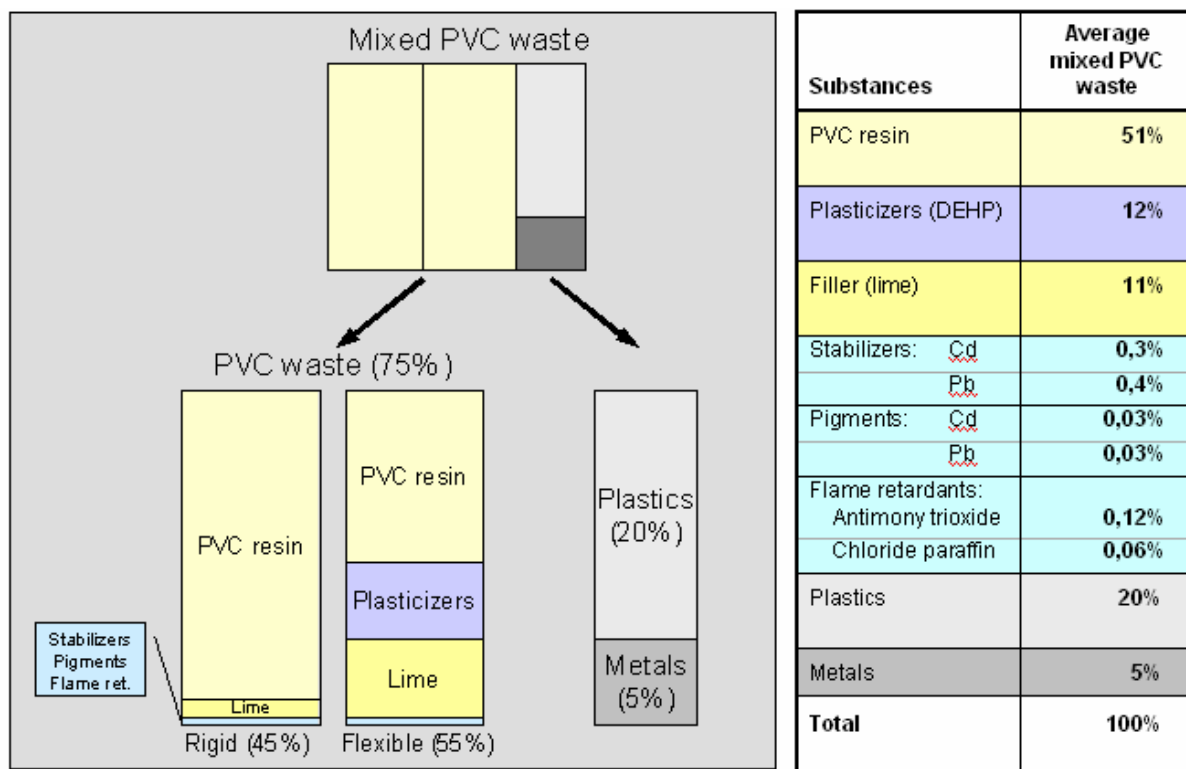 Mixed PVC waste
PVC waste (75%)
PVC resin
Lime
Stabilizers
Pigments
Flame ret.
Rigid (45%)
PVC resin
Plasticizers
Lime
Flexible (55%)
Plastics
(20%)
Metals
(5%)
Substances
Average
mixed PVC
waste
PVC resin 51%
Plasticizers (DEHP) 12%
Filler (lime) 11%
Stabilizers: Cd 0,3%
Pb 0,4%
Pigments: Cd 0,03%
Pb 0,03%
Flame retardants:
Antimony trioxide 0,12%
Chloride paraffin 0,06%
Plastics 20%
Metals 5%
Total 100%